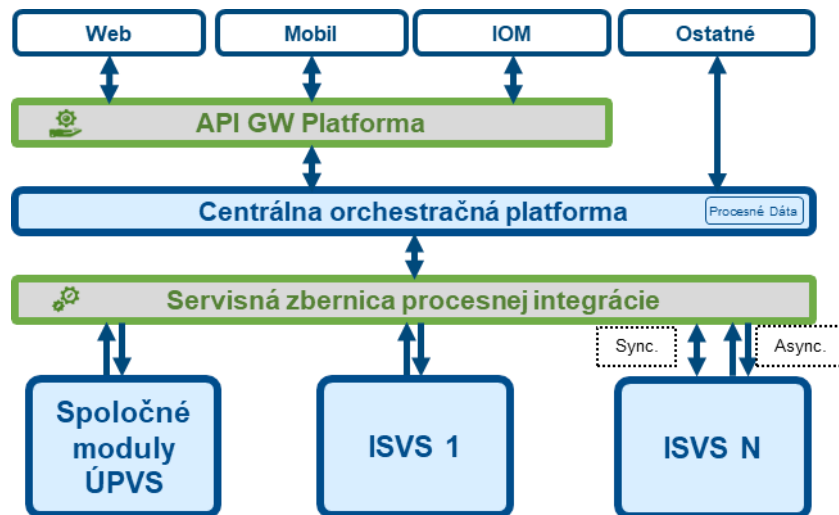 Web
Mobil
IOM
Ostatné
API GW Platforma
Centrálna orchestračná platforma
Procesné Dáta
Servisná zbernica procesnej integrácie
Sync.
Async.
Spoločné
moduly
ÚPVS
ISVS 1
ISVS N